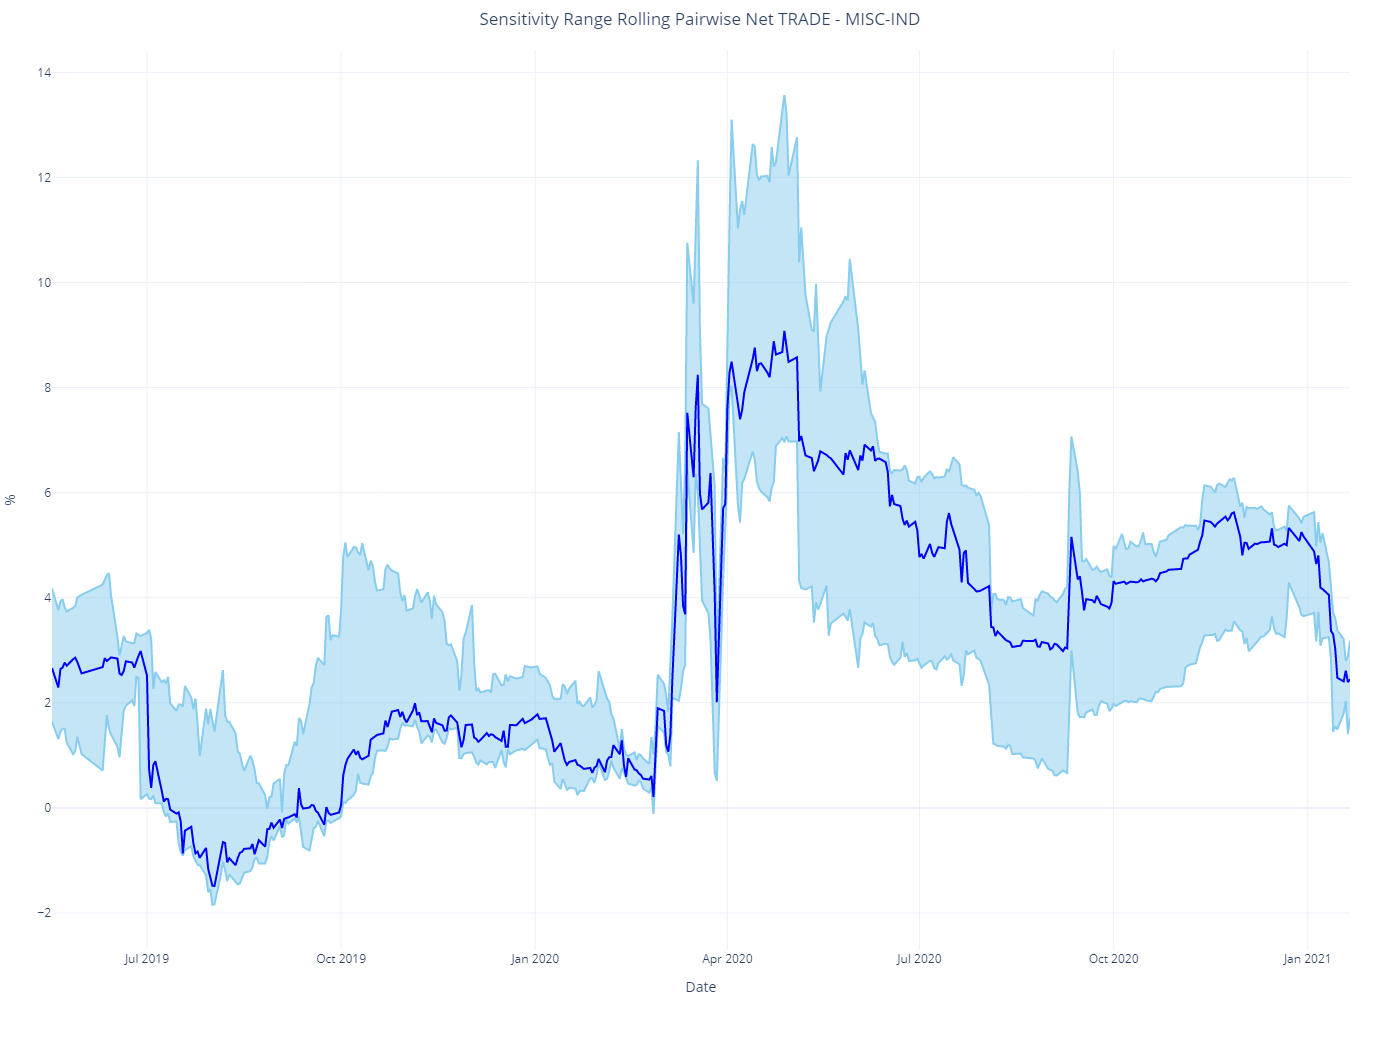 Sensitivity Range Rolling Pairwise Net TRADE - MISC-IND
14
12
10
8
6
4
2
0
−2
%
Jul 2019
Oct 2019
Jan 2020
Apr 2020
Jul 2020
Oct 2020
Jan 2021
Date